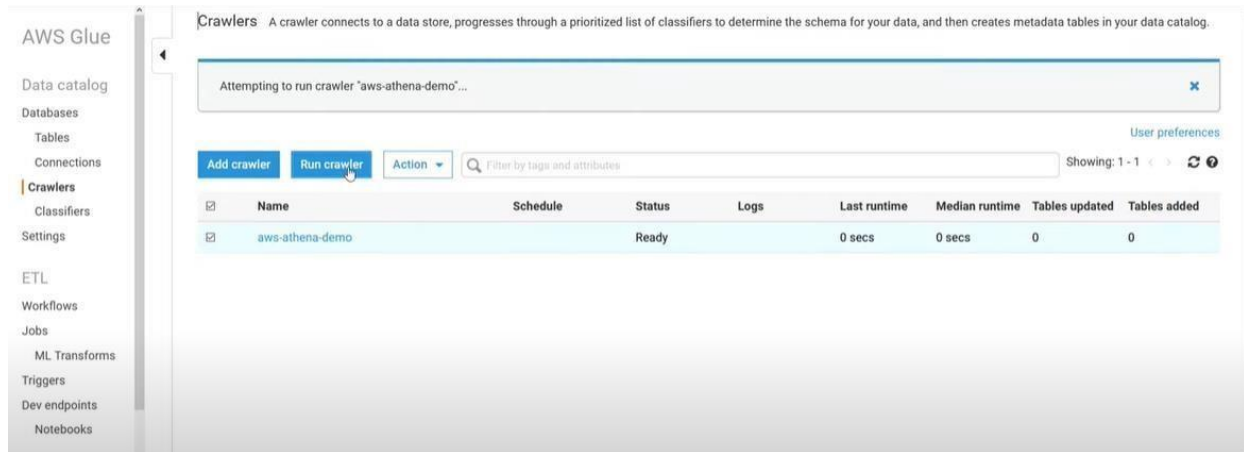 AWS Glue
Data catalog
Databases
Tables
Connections
Crawlers
Classifiers
Settings
ETL
Workflows
Jobs
ML Transforms
Triggers
Dev endpoints
Notebooks
Crawlers A crawler connects to a data store, progresses through a prioritized list of classifiers to determine the schema for your data, and then creates metadata tables in your data catalog.
Attempting to run crawler "aws-athena-demo"...
User preferences
Add crawler Run crawler Action Filter by tags and attributes Showing: 1 - 1
Name Schedule Status Logs Last runtime Median runtime Tables updated Tables added
aws-athena-demo Ready 0 secs 0 secs 0 0